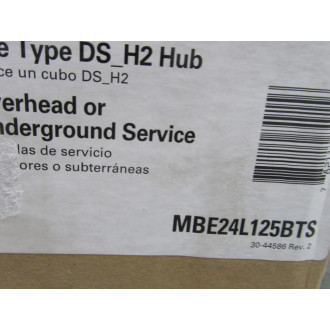 e Type DS_H2 Hub
ce un cubo DS_H2
verhead or
nderground Service
las de servicio
ores o subterráneas
MBE24L125BTS
30-44586 Rev. 2